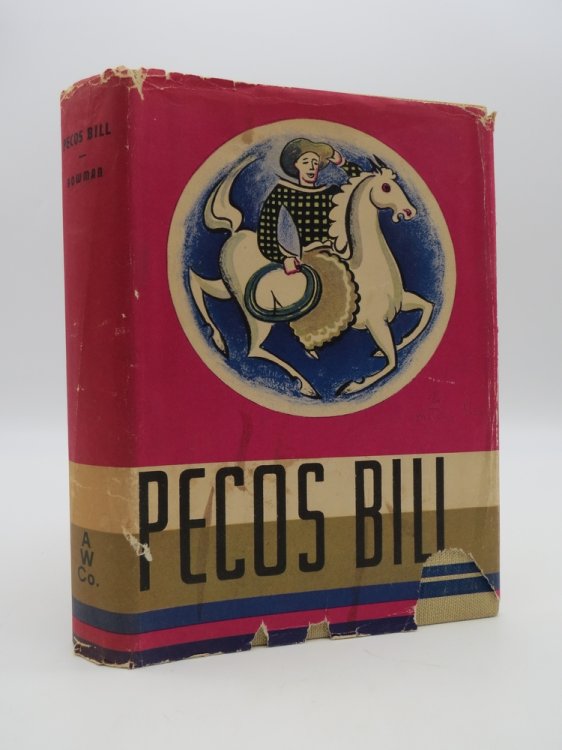 PECOS BILL
BOWMAN
A
W
Co.
PECOS BILL